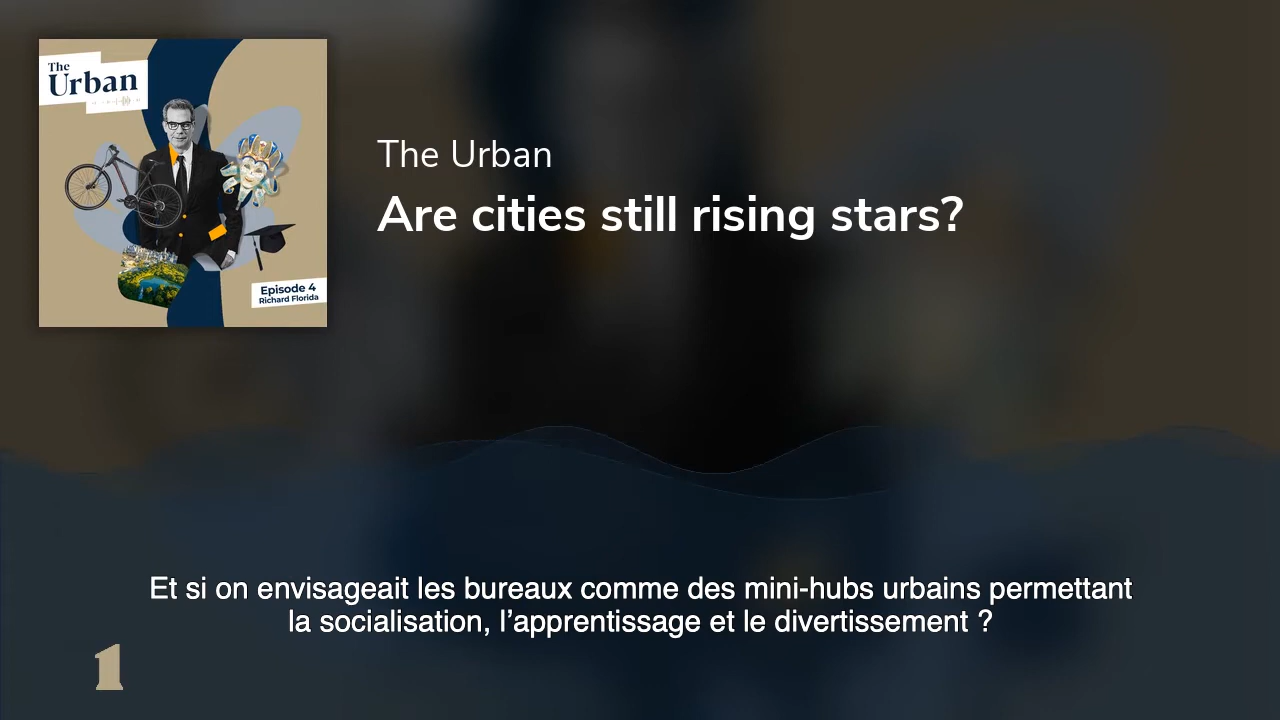 The
Urban
Episode 4
Richard Florida
The Urban
Are cities still rising stars?
Et si on envisageait les bureaux comme des mini-hubs urbains permettant
la socialisation, l’apprentissage et le divertissement ?
1